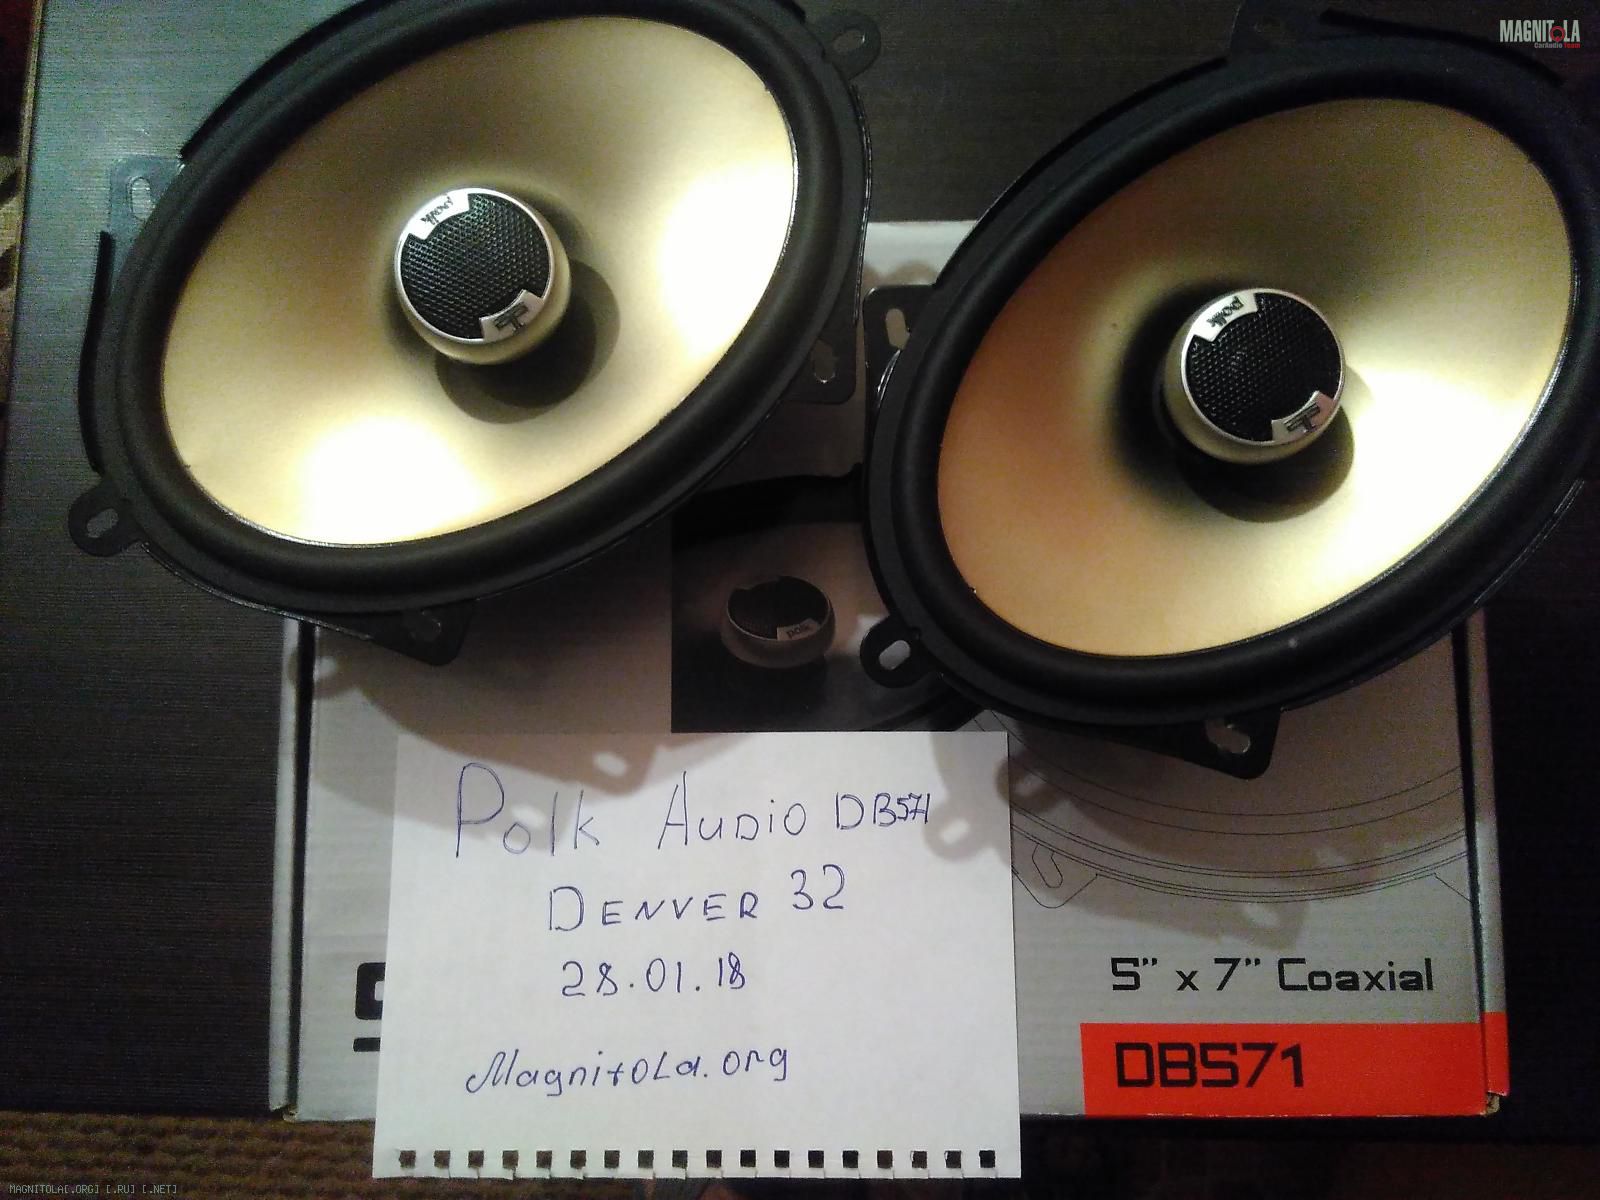 MAGNITOLA
CarAudio Team
polk
polk
polk
Polk Audio DB571
DENVER 32
28.01.18
MagnitoLa.org
5" x 7" Coaxial
DB571
MAGNITOLA[.ORG] [.RU] [.NET]